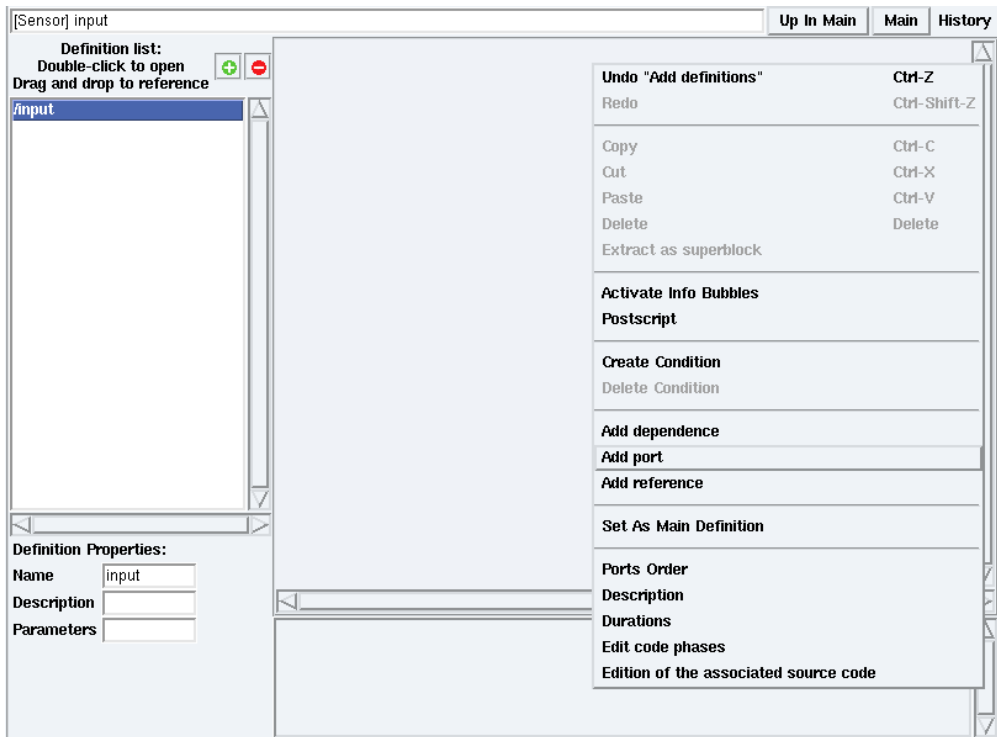 [Sensor] input
Up In Main
Main
History
Definition list:
Double-click to open
Drag and drop to reference
/input
Definition Properties:
Name input
Description
Parameters
Undo "Add definitions" Ctrl-Z
Redo Ctrl-Shift-Z
Copy Ctrl-C
Cut Ctrl-X
Paste Ctrl-V
Delete Delete
Extract as superblock
Activate Info Bubbles
Postscript
Create Condition
Delete Condition
Add dependence
Add port
Add reference
Set As Main Definition
Ports Order
Description
Durations
Edit code phases
Edition of the associated source code